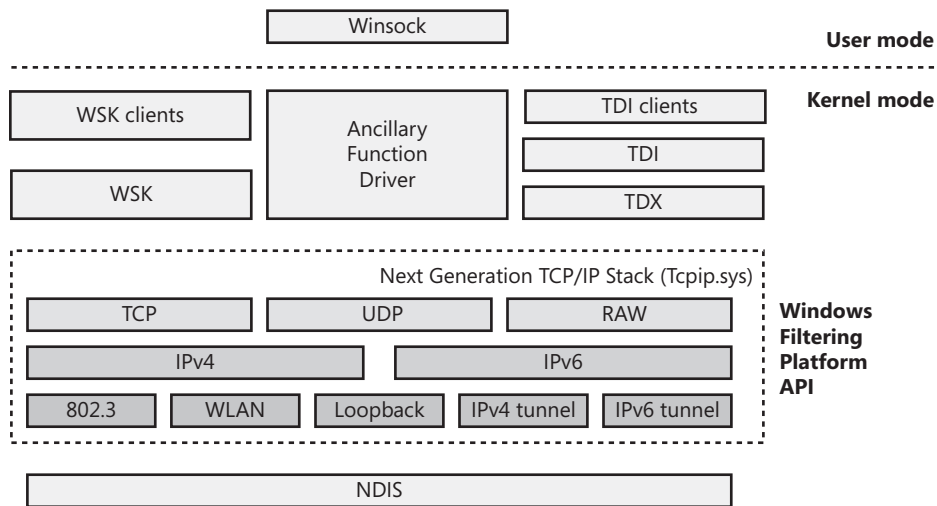 Winsock
User mode
Kernel mode
WSK clients
Ancillary
Function
Driver
TDI clients
TDI
WSK
TDX
Next Generation TCP/IP Stack (Tcpip.sys)
TCP
UDP
RAW
Windows
Filtering
Platform
API
IPv4
IPv6
802.3
WLAN
Loopback
IPv4 tunnel
IPv6 tunnel
NDIS